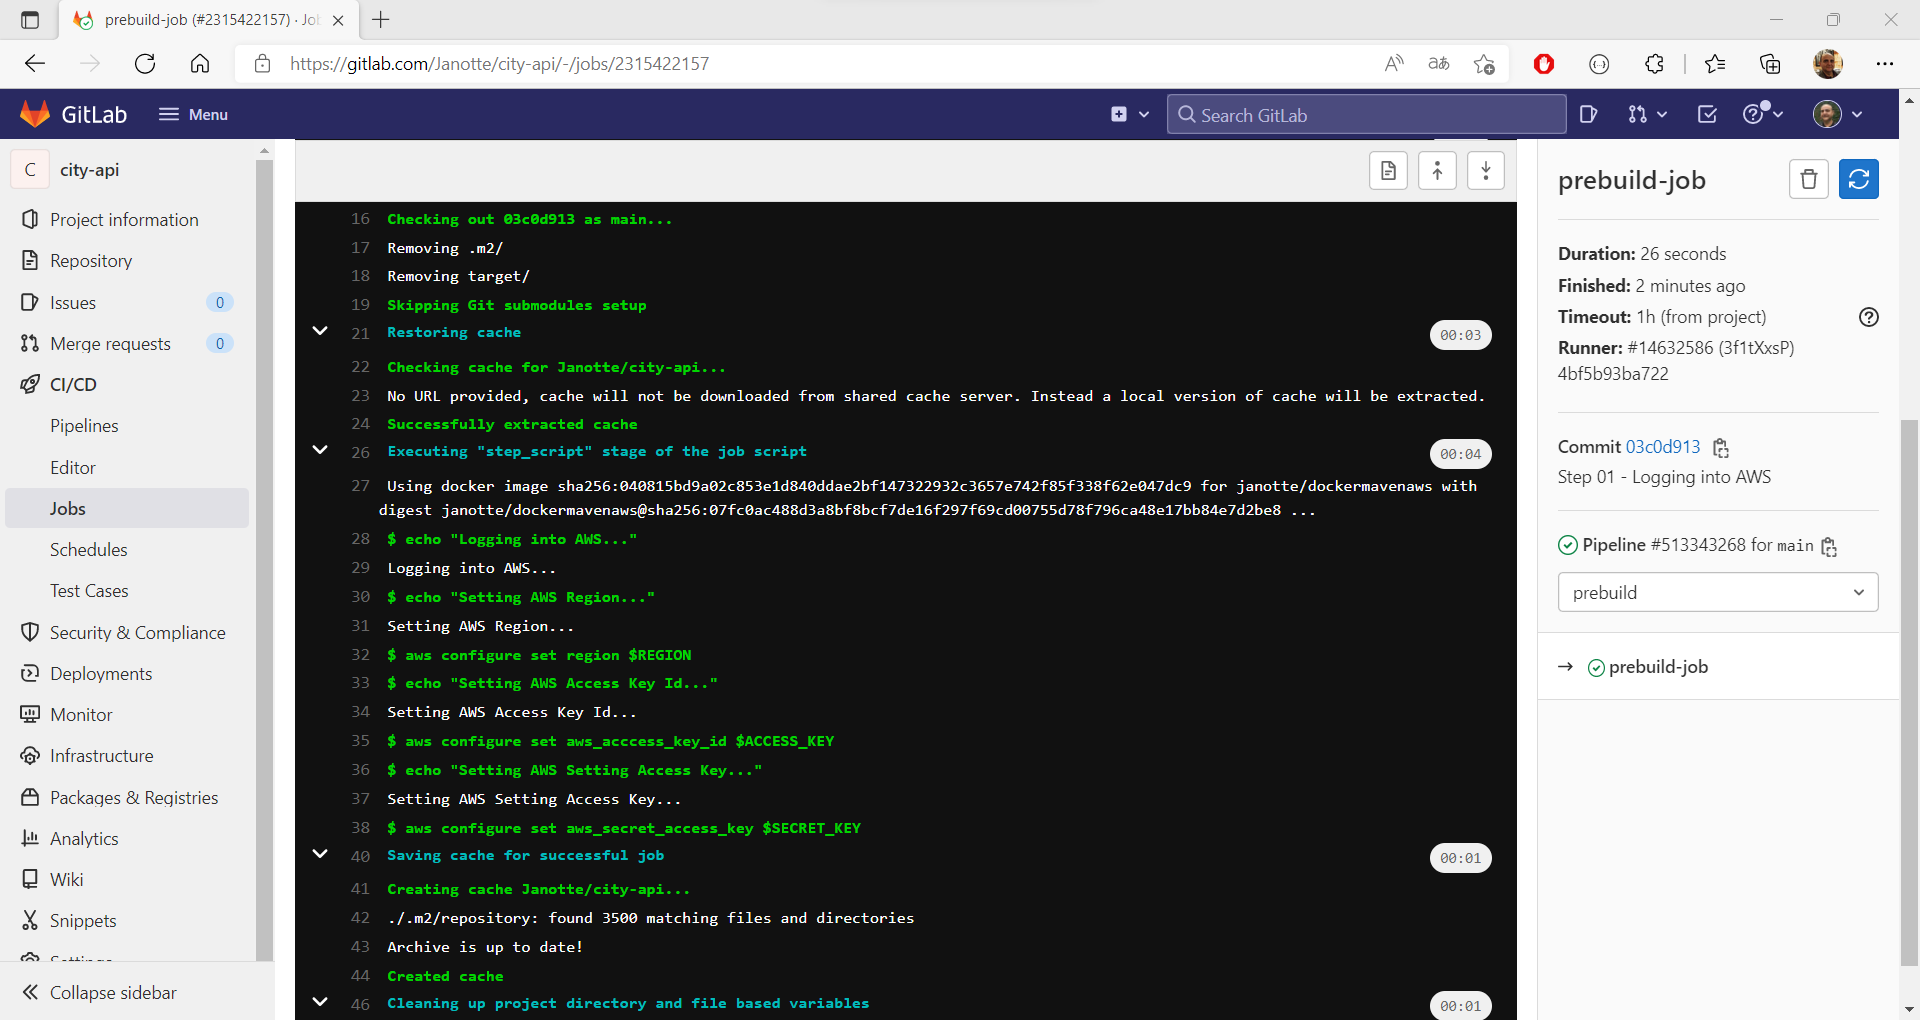 prebuild-job (#2315422157) · Jo
https://gitlab.com/Janotte/city-api/-/jobs/2315422157
GitLab
Menu
Search GitLab
C
city-api
Project information
Repository
Issues
0
Merge requests
0
CI/CD
Pipelines
Editor
Jobs
Schedules
Test Cases
Security & Compliance
Deployments
Monitor
Infrastructure
Packages & Registries
Analytics
Wiki
Snippets
Settings
Collapse sidebar
16 Checking out 03c0d913 as main...
17 Removing .m2/
18 Removing target/
19 Skipping Git submodules setup
21 Restoring cache
00:03
22 Checking cache for Janotte/city-api...
23 No URL provided, cache will not be downloaded from shared cache server. Instead a local version of cache will be extracted.
24 Successfully extracted cache
26 Executing "step_script" stage of the job script
00:04
27 Using docker image sha256:040815bd9a02c853e1d840ddae2bf147322932c3657e742f85f338f62e047dc9 for janotte/dockermavenaws with
digest janotte/dockermavenaws@sha256:07fc0ac488d3a8bf8bcf7de16f297f69cd00755d78f796ca48e17bb84e7d2be8 ...
28 $ echo "Logging into AWS..."
29 Logging into AWS...
30 $ echo "Setting AWS Region..."
31 Setting AWS Region...
32 $ aws configure set region $REGION
33 $ echo "Setting AWS Access Key Id..."
34 Setting AWS Access Key Id...
35 $ aws configure set aws_acccess_key_id $ACCESS_KEY
36 $ echo "Setting AWS Setting Access Key..."
37 Setting AWS Setting Access Key...
38 $ aws configure set aws_secret_access_key $SECRET_KEY
40 Saving cache for successful job
00:01
41 Creating cache Janotte/city-api...
42 ./.m2/repository: found 3500 matching files and directories
43 Archive is up to date!
44 Created cache
46 Cleaning up project directory and file based variables
00:01
prebuild-job
Duration: 26 seconds
Finished: 2 minutes ago
Timeout: 1h (from project)
Runner: #14632586 (3f1tXxsP)
4bf5b93ba722
Commit 03c0d913
Step 01 - Logging into AWS
Pipeline #513343268 for main
prebuild
→ prebuild-job